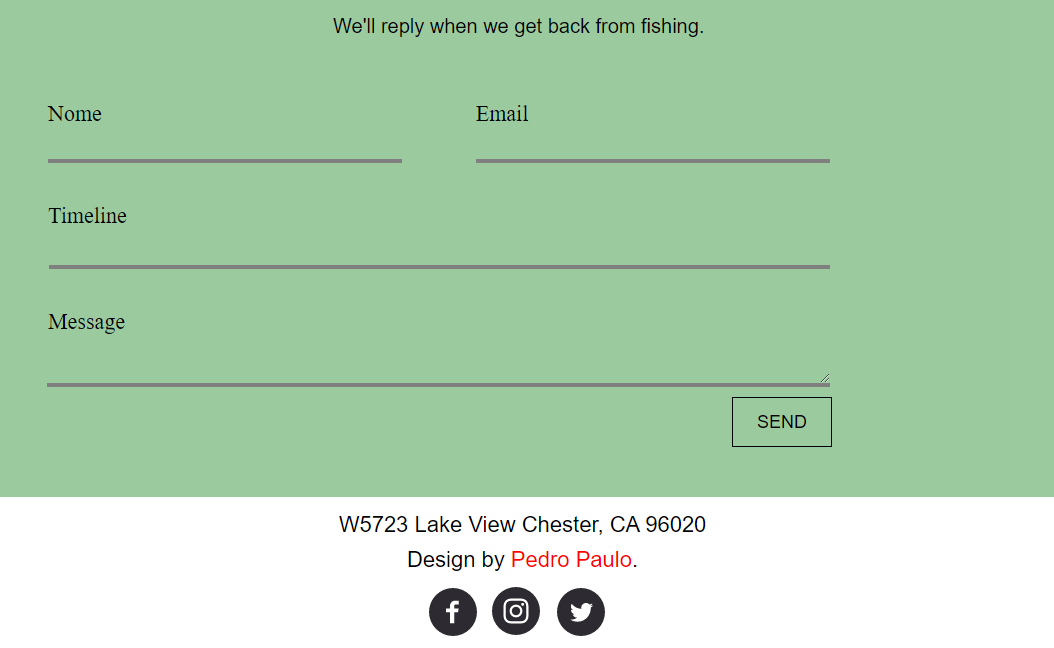 We'll reply when we get back from fishing.
Nome Email
Timeline
Message
SEND
W5723 Lake View Chester, CA 96020
Design by Pedro Paulo.